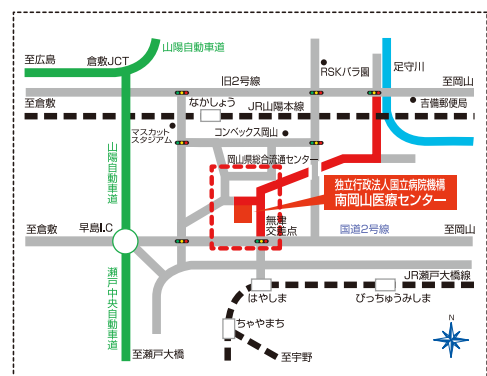 山陽自動車道
至広島
倉敷JCT
足守川
RSKバラ園
旧2号線
至岡山
至倉敷
吉備郵便局
なかしょう
JR山陽本線
マスカット
スタジアム
コンベックス岡山
山陽自動車道
岡山県総合流通センター
独立行政法人国立病院機構
南岡山医療センター
無津
交差点
早島I.C
至倉敷
国道2号線
至岡山
瀬戸中央自動車道
JR瀬戸大橋線
はやしま
びっちゅうみしま
ちゃやまち
至瀬戸大橋
至宇野
N